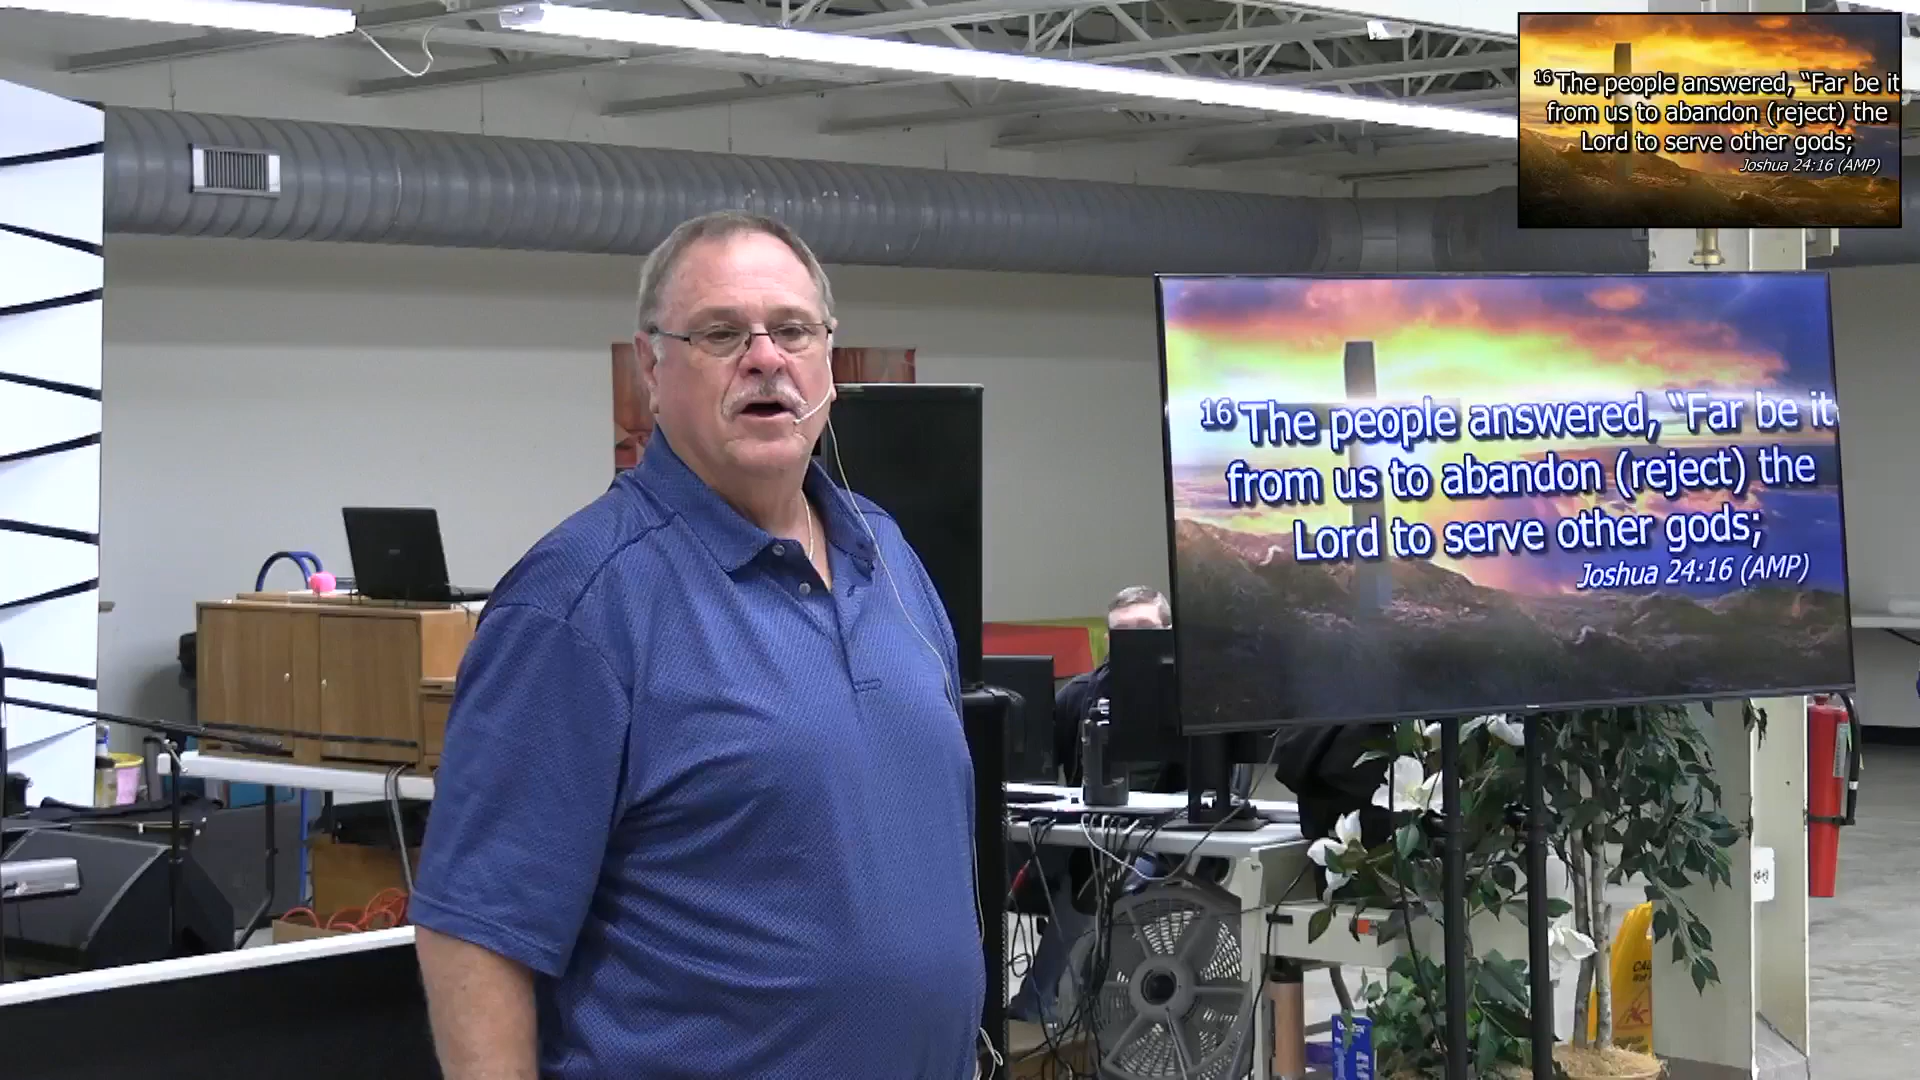 16 The people answered, “Far be it
from us to abandon (reject) the
Lord to serve other gods;
Joshua 24:16 (AMP)
16 The people answered, “Far be it
from us to abandon (reject) the
Lord to serve other gods;
Joshua 24:16 (AMP)